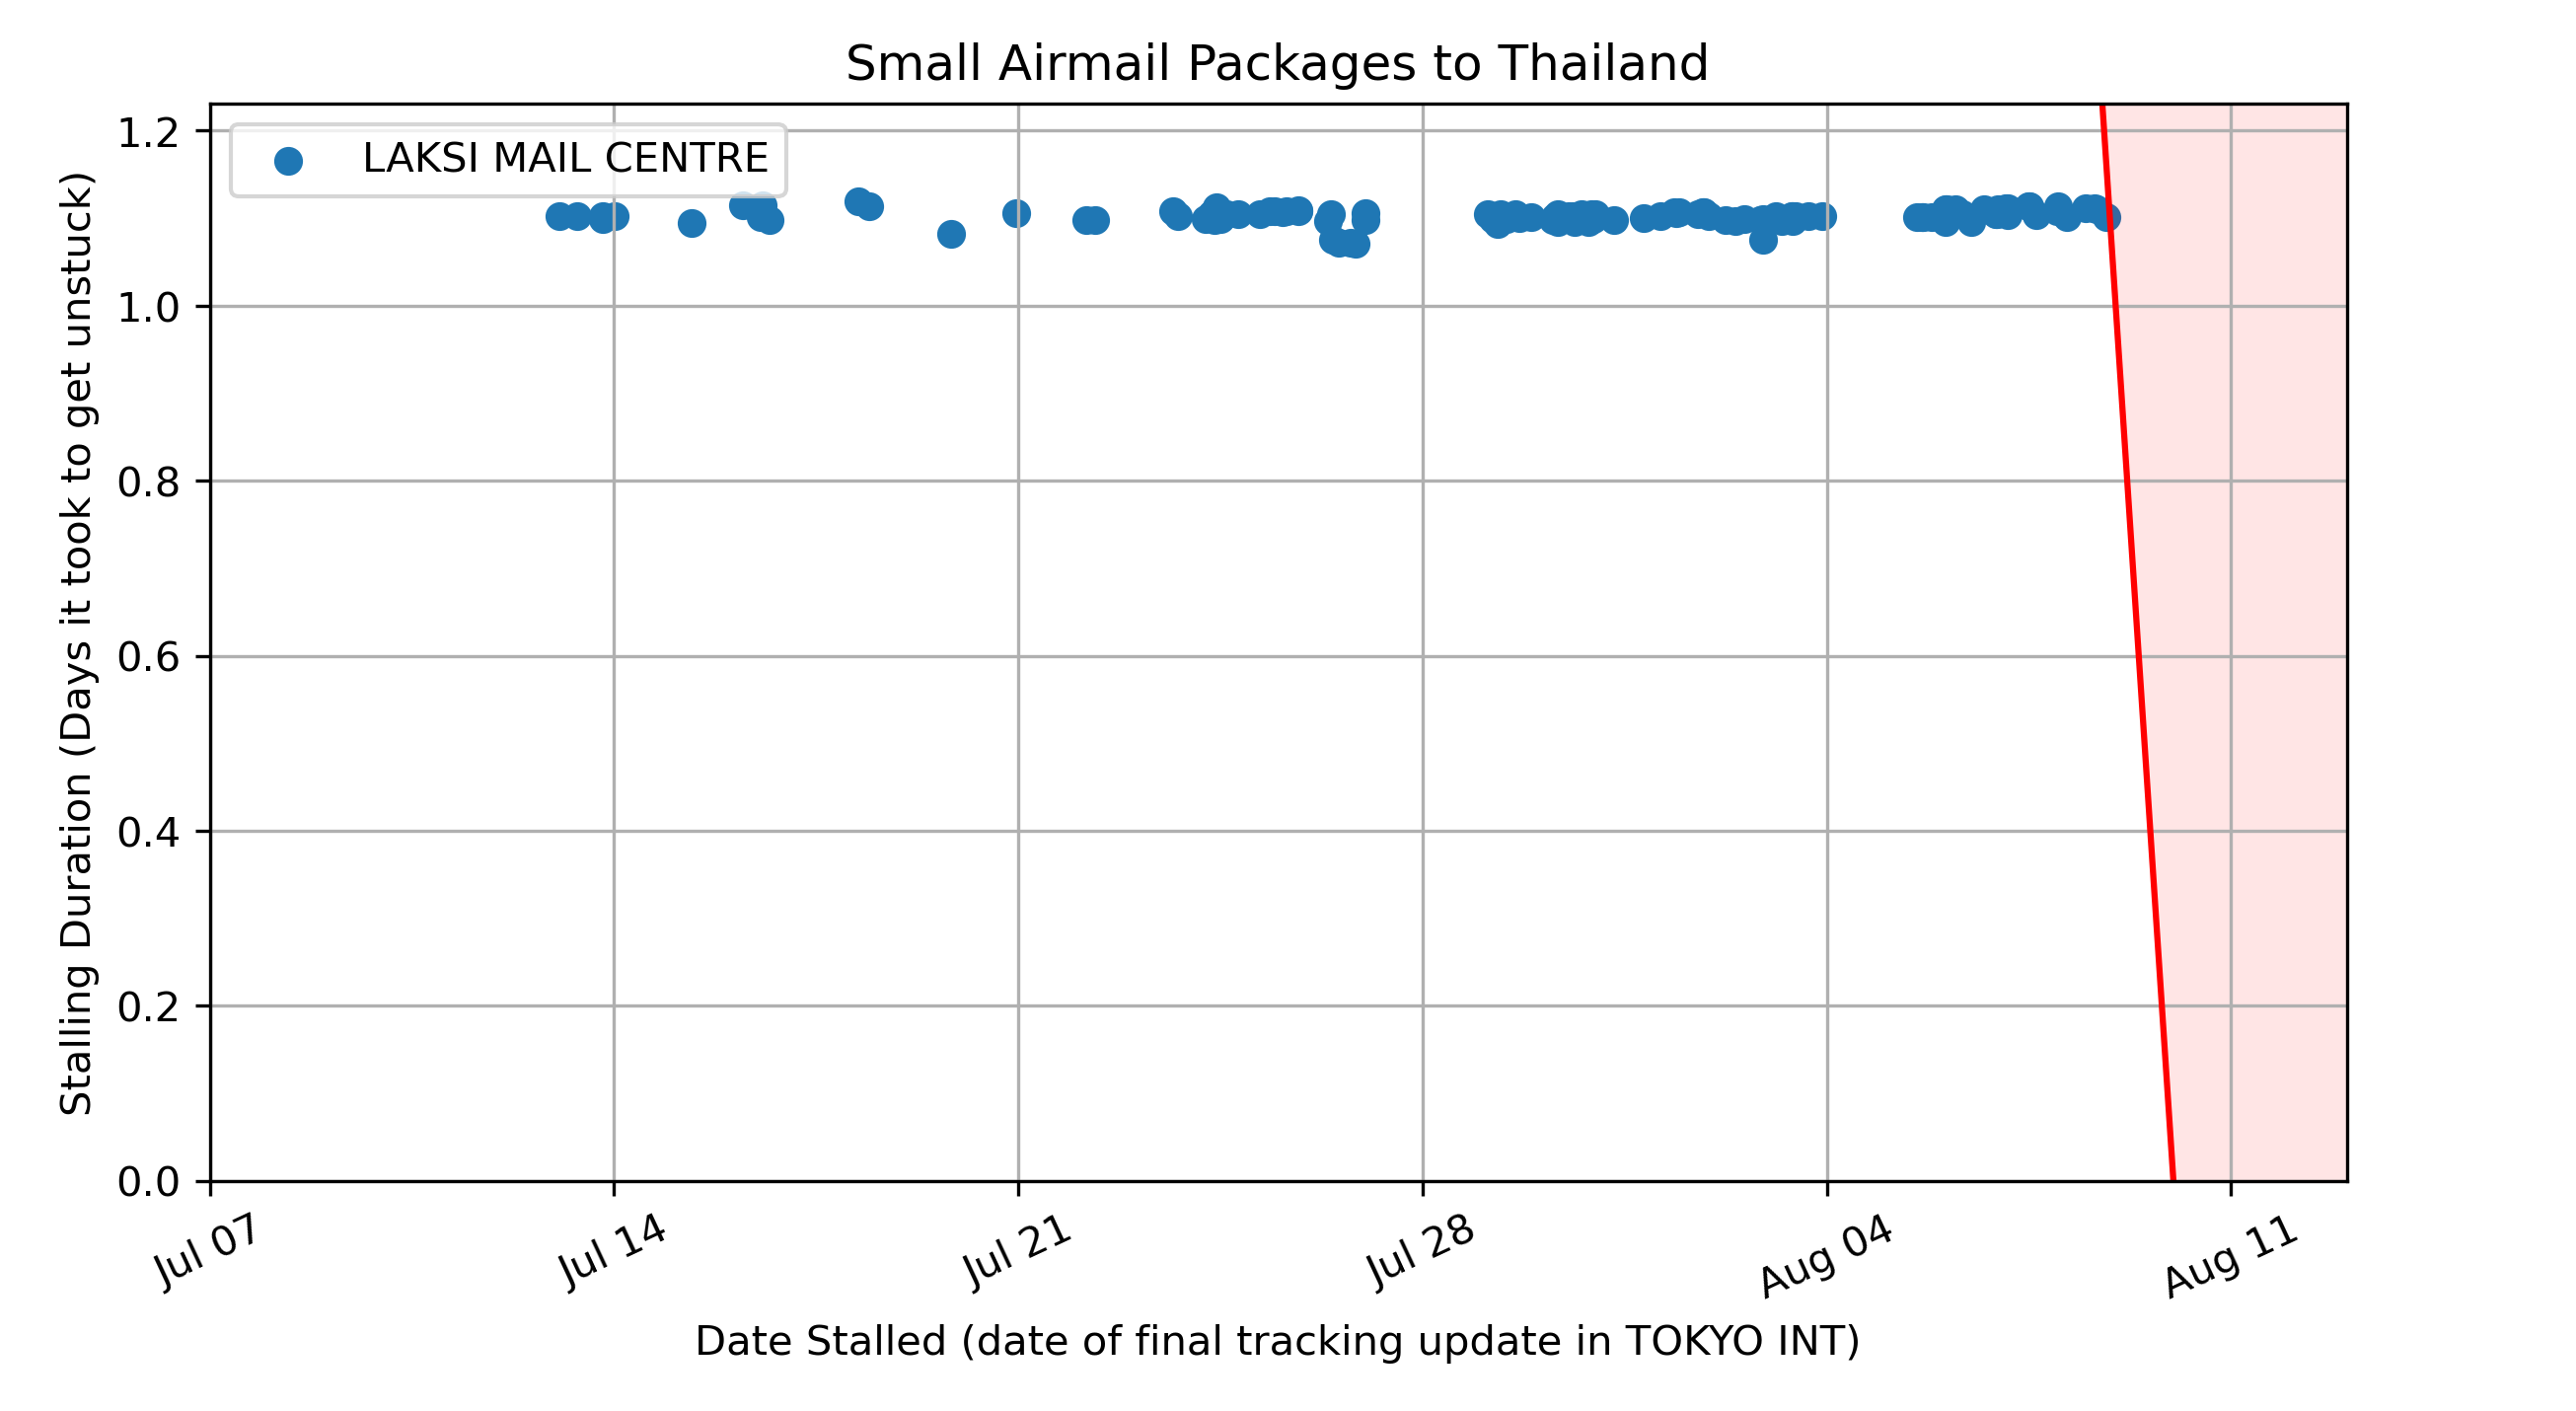 Small Airmail Packages to Thailand
LAKSI MAIL CENTRE
Stalling Duration (Days it took to get unstuck)
1.2
1.0
0.8
0.6
0.4
0.2
0.0
Jul 07
Jul 14
Jul 21
Jul 28
Aug 04
Aug 11
Date Stalled (date of final tracking update in TOKYO INT)